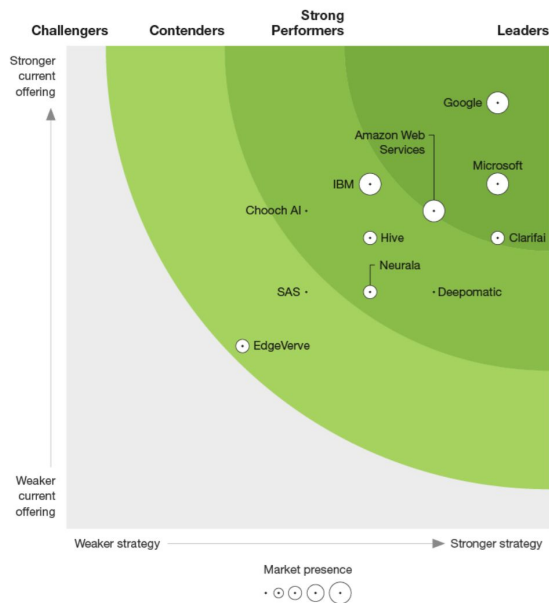 Challengers
Contenders
Strong
Performers
Leaders
Stronger
current
offering
Google
Amazon Web
Services
Microsoft
IBM
Chooch AI
Hive
Clarifai
Neurala
SAS
Deepomatic
EdgeVerve
Weaker
current
offering
Weaker strategy
Stronger strategy
Market presence